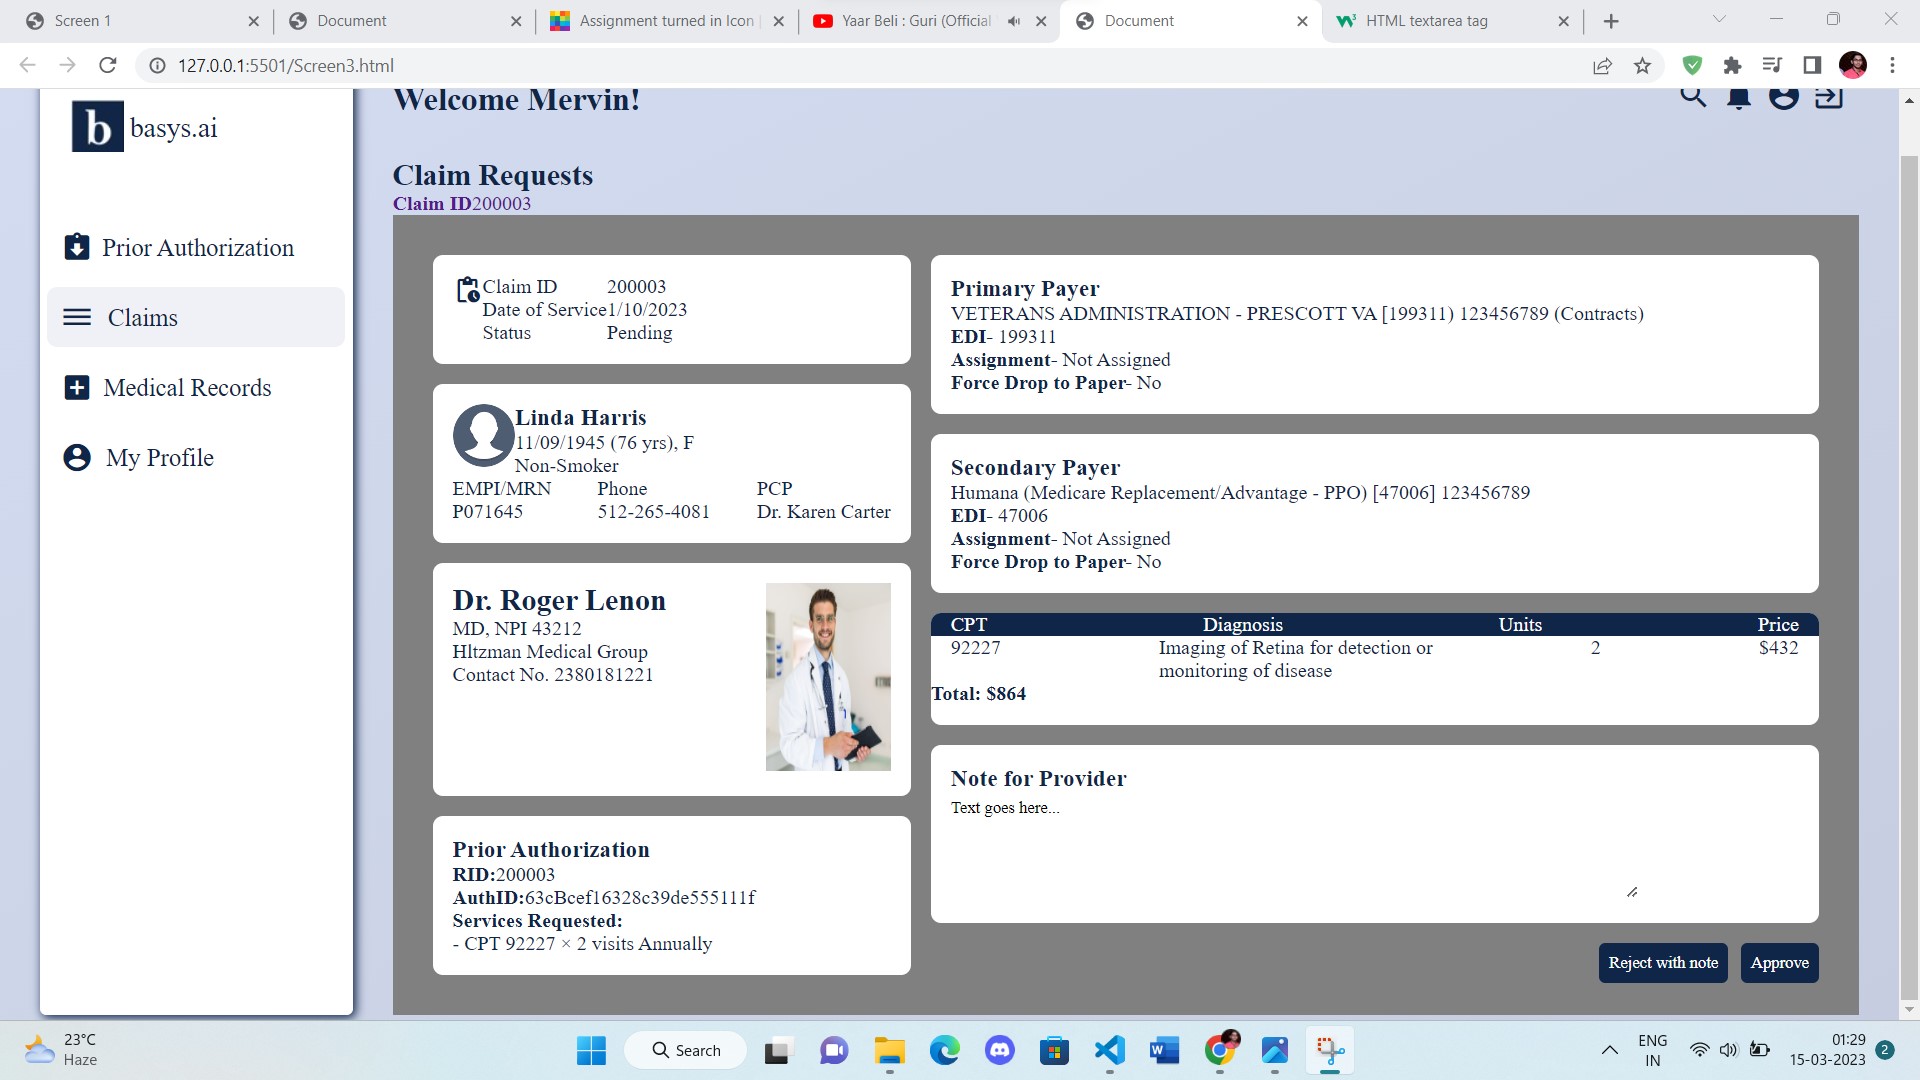 Screen 1
Document
Assignment turned in Icon
Yaar Beli : Guri (Official
Document
HTML textarea tag
127.0.0.1:5501/Screen3.html
b basys.ai
Welcome Mervin!
Prior Authorization
Claims
Medical Records
My Profile
Claim Requests
Claim ID200003
Claim ID 200003
Date of Service1/10/2023
Status Pending
Linda Harris
11/09/1945 (76 yrs), F
Non-Smoker
EMPI/MRN Phone PCP
P071645 512-265-4081 Dr. Karen Carter
Dr. Roger Lenon
MD, NPI 43212
Hltzman Medical Group
Contact No. 2380181221
Prior Authorization
RID:200003
AuthID:63cBcef16328c39de555111f
Services Requested:
- CPT 92227 × 2 visits Annually
Primary Payer
VETERANS ADMINISTRATION - PRESCOTT VA [199311) 123456789 (Contracts)
EDI- 199311
Assignment- Not Assigned
Force Drop to Paper- No
Secondary Payer
Humana (Medicare Replacement/Advantage - PPO) [47006] 123456789
EDI- 47006
Assignment- Not Assigned
Force Drop to Paper- No
CPT Diagnosis Units Price
92227 Imaging of Retina for detection or 2 $432
monitoring of disease
Total: $864
Note for Provider
Text goes here...
Reject with note Approve
23°C
Haze
Search
ENG
IN
01:29
15-03-2023
2